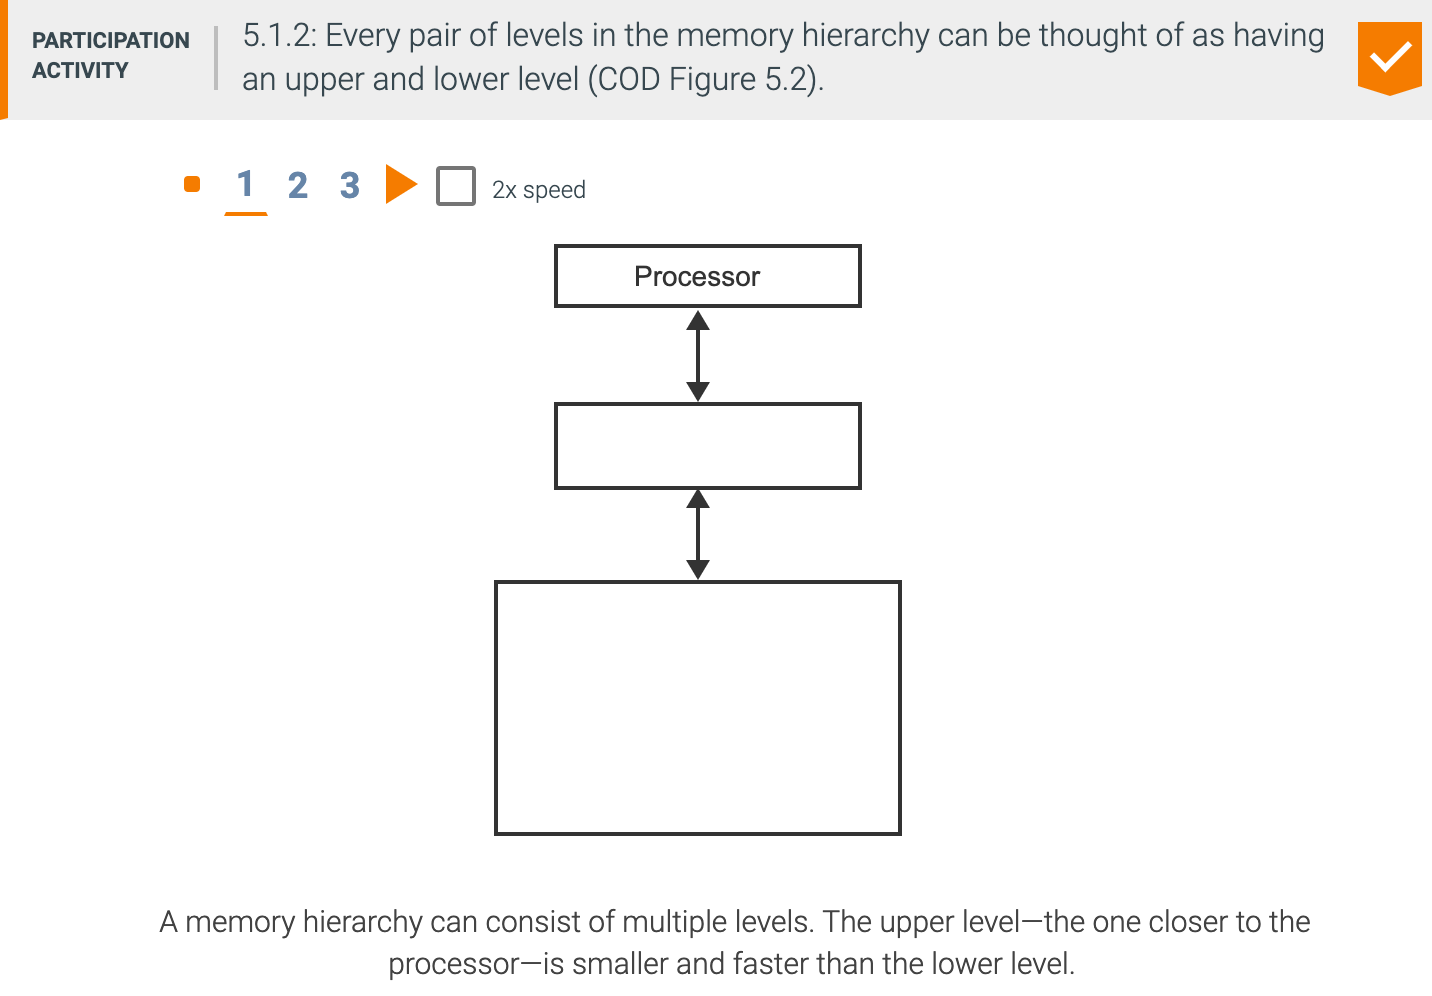 PARTICIPATION
ACTIVITY
5.1.2: Every pair of levels in the memory hierarchy can be thought of as having
an upper and lower level (COD Figure 5.2).
1 2 3 2x speed
Processor
A memory hierarchy can consist of multiple levels. The upper level—the one closer to the
processor—is smaller and faster than the lower level.